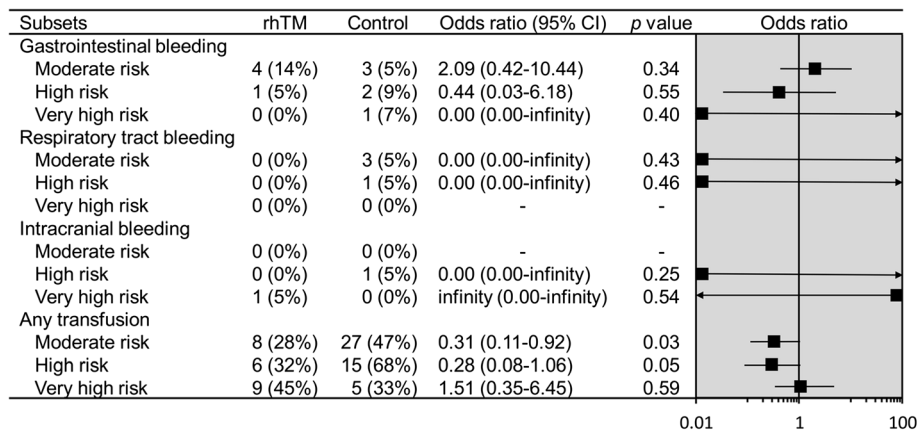 Subsets rhTM Control Odds ratio (95% CI) p value Odds ratio
Gastrointestinal bleeding
Moderate risk 4 (14%) 3 (5%) 2.09 (0.42-10.44) 0.34
High risk 1 (5%) 2 (9%) 0.44 (0.03-6.18) 0.55
Very high risk 0 (0%) 1 (7%) 0.00 (0.00-infinity) 0.40
Respiratory tract bleeding
Moderate risk 0 (0%) 3 (5%) 0.00 (0.00-infinity) 0.43
High risk 0 (0%) 1 (5%) 0.00 (0.00-infinity) 0.46
Very high risk 0 (0%) 0 (0%) - -
Intracranial bleeding
Moderate risk 0 (0%) 0 (0%) - -
High risk 0 (0%) 1 (5%) 0.00 (0.00-infinity) 0.25
Very high risk 1 (5%) 0 (0%) infinity (0.00-infinity) 0.54
Any transfusion
Moderate risk 8 (28%) 27 (47%) 0.31 (0.11-0.92) 0.03
High risk 6 (32%) 15 (68%) 0.28 (0.08-1.06) 0.05
Very high risk 9 (45%) 5 (33%) 1.51 (0.35-6.45) 0.59
0.01 1 100